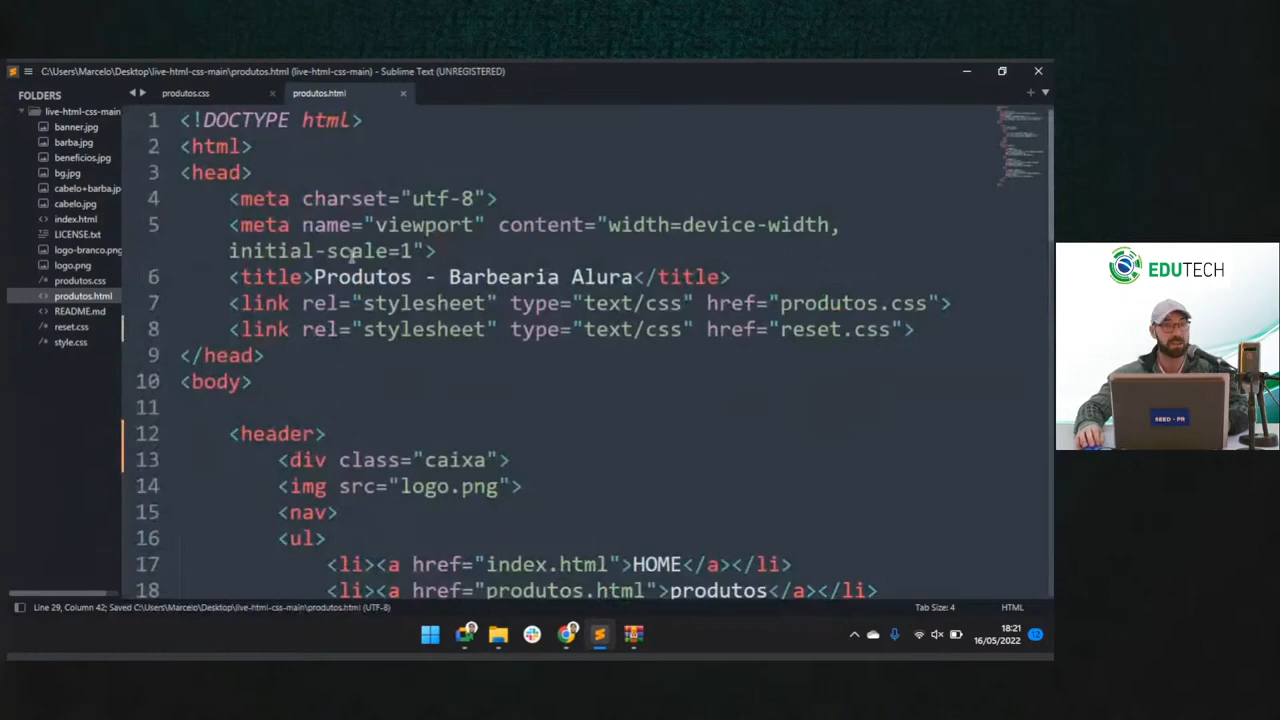 C:\Users\Marcelo\Desktop\live-html-css-main\produtos.html (live-html-css-main) - Sublime Text (UNREGISTERED)
FOLDERS
live-html-css-main
banner.jpg
barba.jpg
beneficios.jpg
bg.jpg
cabelo+barba.jp
cabelo.jpg
index.html
LICENSE.txt
logo-branco.png
logo.png
produtos.css
produtos.html
README.md
reset.css
style.css
produtos.css
produtos.html
1 <!DOCTYPE html>
2 <html>
3 <head>
4 <meta charset="utf-8">
5 <meta name="viewport" content="width=device-width,
initial-scale=1">
6 <title>Produtos - Barbearia Alura</title>
7 <link rel="stylesheet" type="text/css" href="produtos.css">
8 <link rel="stylesheet" type="text/css" href="reset.css">
9 </head>
10 <body>
11
12 <header>
13 <div class="caixa">
14 <img src="logo.png">
15 <nav>
16 <ul>
17 <li><a href="index.html">HOME</a></li>
18 <li><a href="produtos.html">produtos</a></li>
Line 29, Column 42; Saved C:\Users\Marcelo\Desktop\live-html-css-main\produtos.html (UTF-8)
Tab Size: 4
HTML
18:21
16/05/2022
12
EDUTECH
SEED - PR